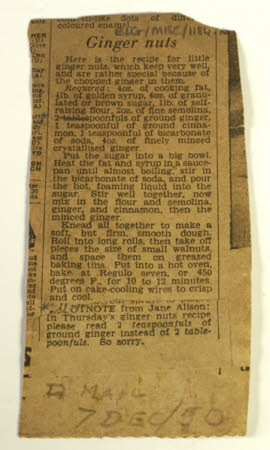 coloured enamel.
Ginger nuts
Here is the recipe for little
ginger nuts, which keep very well,
and are rather special because of
the chopped ginger in them.
Required: 4oz. of cooking fat,
½lb. of golden syrup, 4oz. of granu-
lated or brown sugar, 1lb. of self-
raising flour, 2oz. of fine semolina,
2 tablespoonfuls of ground ginger,
1 teaspoonful of ground cinna-
mon, 1 teaspoonful of bicarbonate
of soda, 4oz. of finely minced
crystallised ginger.
Put the sugar into a big bowl.
Heat the fat and syrup in a sauce-
pan until almost boiling, stir in
the bicarbonate of soda, and pour
the hot, foaming liquid into the
sugar. Stir well together, now
mix in the flour and semolina,
ginger, and cinnamon, then the
minced ginger.
Knead all together to make a
soft, but firm, smooth dough.
Roll into long rolls, then take off
pieces the size of small walnuts,
and space them on greased
baking tins. Put into a hot oven,
bake at Regulo seven, or 450
degrees F., for 10 to 12 minutes.
Put on cake-cooling wires to crisp
and cool.
FOOTNOTE from Jane Alison:
In Thursday's ginger nuts recipe
please read 2 teaspoonfuls of
ground ginger instead of 2 table-
poonfuls. So sorry.
D Mail
7 DEC/50